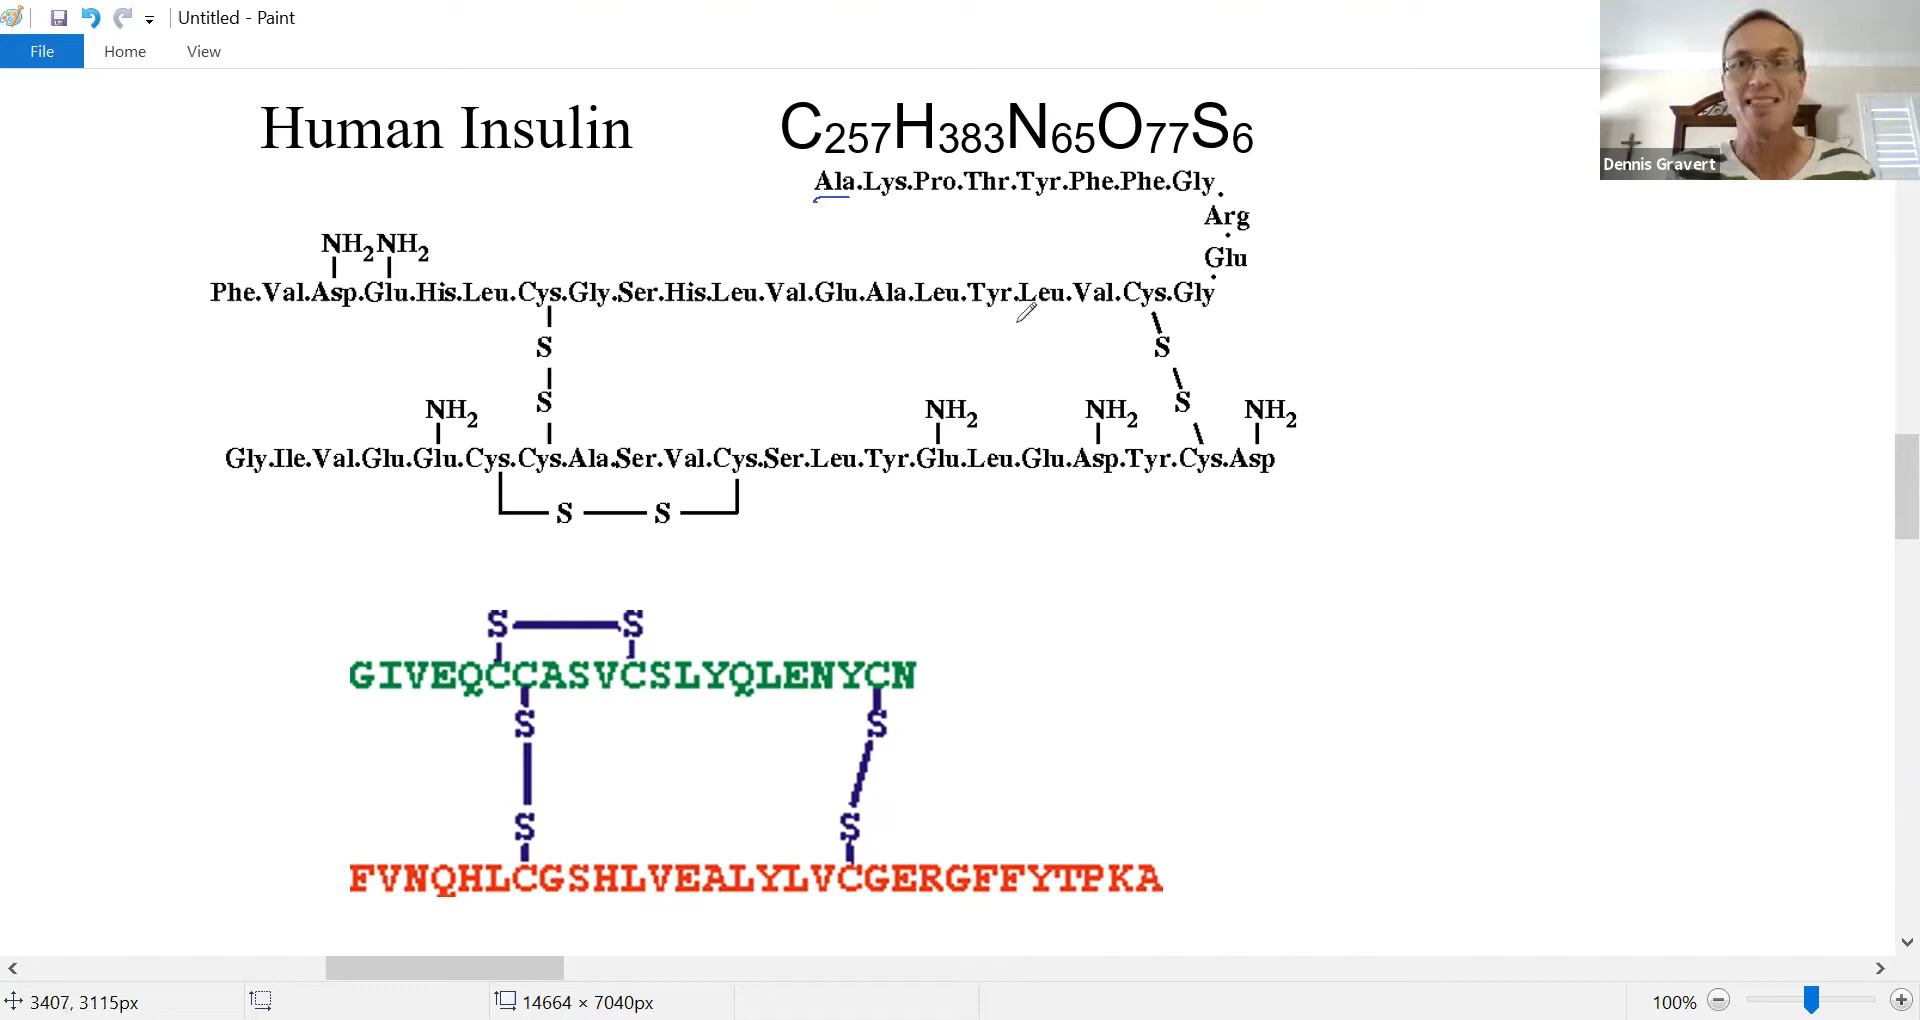 Untitled - Paint
File Home View
Human Insulin C257H383N65O77S6
Dennis Gravert
Ala.Lys.Pro.Thr.Tyr.Phe.Phe.Gly.
Arg
.
Glu
.
NH2NH2
Phe.Val.Asp.Glu.His.Leu.Cys.Gly.Ser.His.Leu.Val.Glu.Ala.Leu.Tyr.Leu.Val.Cys.Gly
S S
S S
NH2 NH2 NH2 NH2
Gly.Ile.Val.Glu.Glu.Cys.Cys.Ala.Ser.Val.Cys.Ser.Leu.Tyr.Glu.Leu.Glu.Asp.Tyr.Cys.Asp
S S
S S
GIVEQCCASVCSLYQLENYCN
S S
S S
FVNQHLCGSHLVEALYLVCGERGFFYTPKA
3407, 3115px 14664 × 7040px 100%